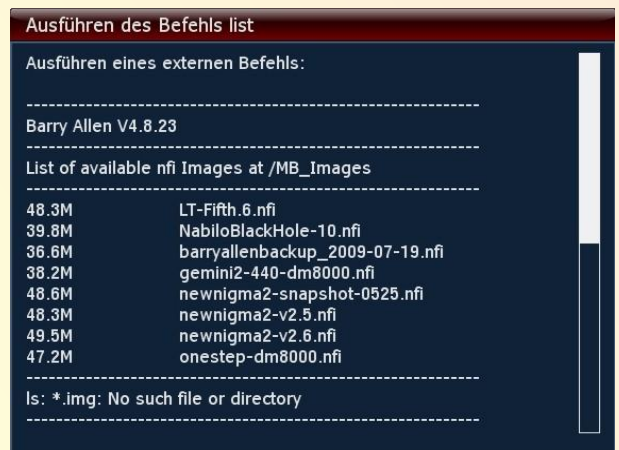 Ausführen des Befehls list
Ausführen eines externen Befehls:
------------------------------------------------------------
Barry Allen V4.8.23
------------------------------------------------------------
List of available nfi Images at /MB_Images
------------------------------------------------------------
48.3M LT-Fifth.6.nfi
39.8M NabiloBlackHole-10.nfi
36.6M barryallenbackup_2009-07-19.nfi
38.2M gemini2-440-dm8000.nfi
48.6M newnigma2-snapshot-0525.nfi
48.3M newnigma2-v2.5.nfi
49.5M newnigma2-v2.6.nfi
47.2M onestep-dm8000.nfi
------------------------------------------------------------
ls: *.img: No such file or directory
------------------------------------------------------------